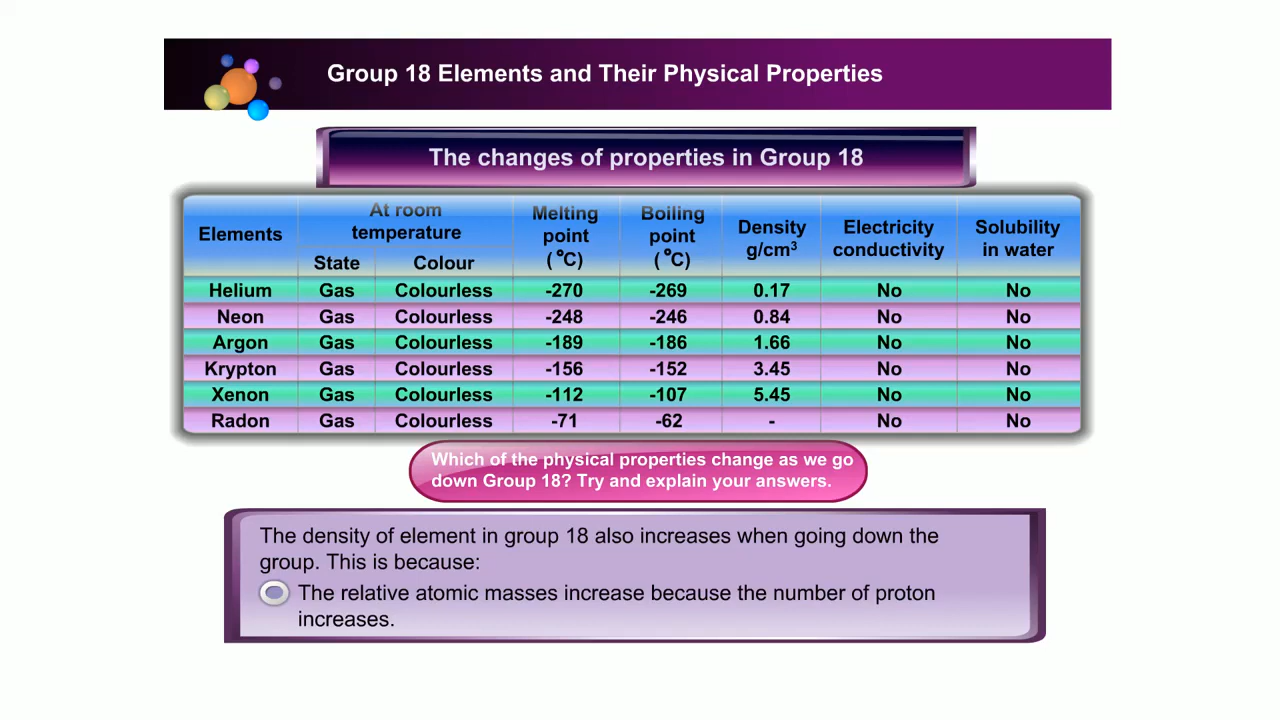 Group 18 Elements and Their Physical Properties
The changes of properties in Group 18
Elements
At room
temperature
State Colour
Melting
point
(°C)
Boiling
point
(°C)
Density
g/cm³
Electricity
conductivity
Solubility
in water
Helium Gas Colourless -270 -269 0.17 No No
Neon Gas Colourless -248 -246 0.84 No No
Argon Gas Colourless -189 -186 1.66 No No
Krypton Gas Colourless -156 -152 3.45 No No
Xenon Gas Colourless -112 -107 5.45 No No
Radon Gas Colourless -71 -62 - No No
Which of the physical properties change as we go
down Group 18? Try and explain your answers.
The density of element in group 18 also increases when going down the
group. This is because:
The relative atomic masses increase because the number of proton
increases.